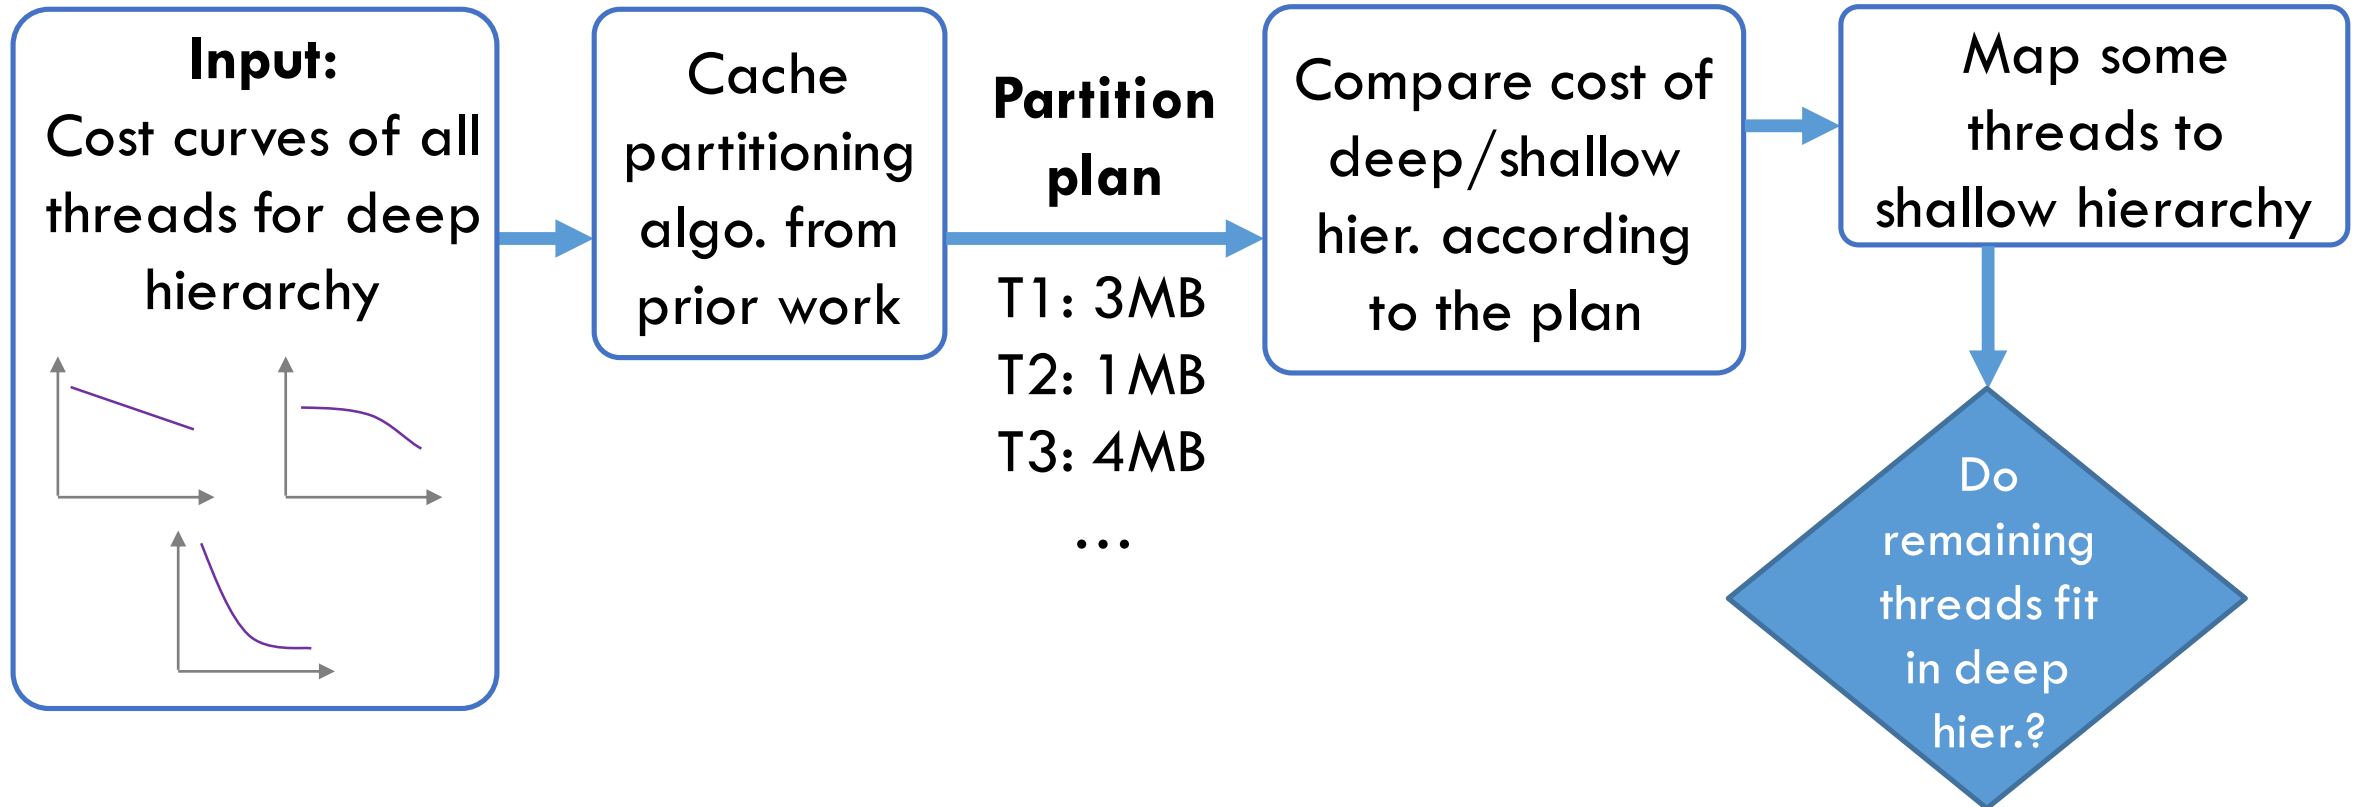 Input:
Cost curves of all
threads for deep
hierarchy
Cache
partitioning
algo. from
prior work
Partition
plan
T1: 3MB
T2: 1MB
T3: 4MB
...
Compare cost of
deep/shallow
hier. according
to the plan
Map some
threads to
shallow hierarchy
Do
remaining
threads fit
in deep
hier.?